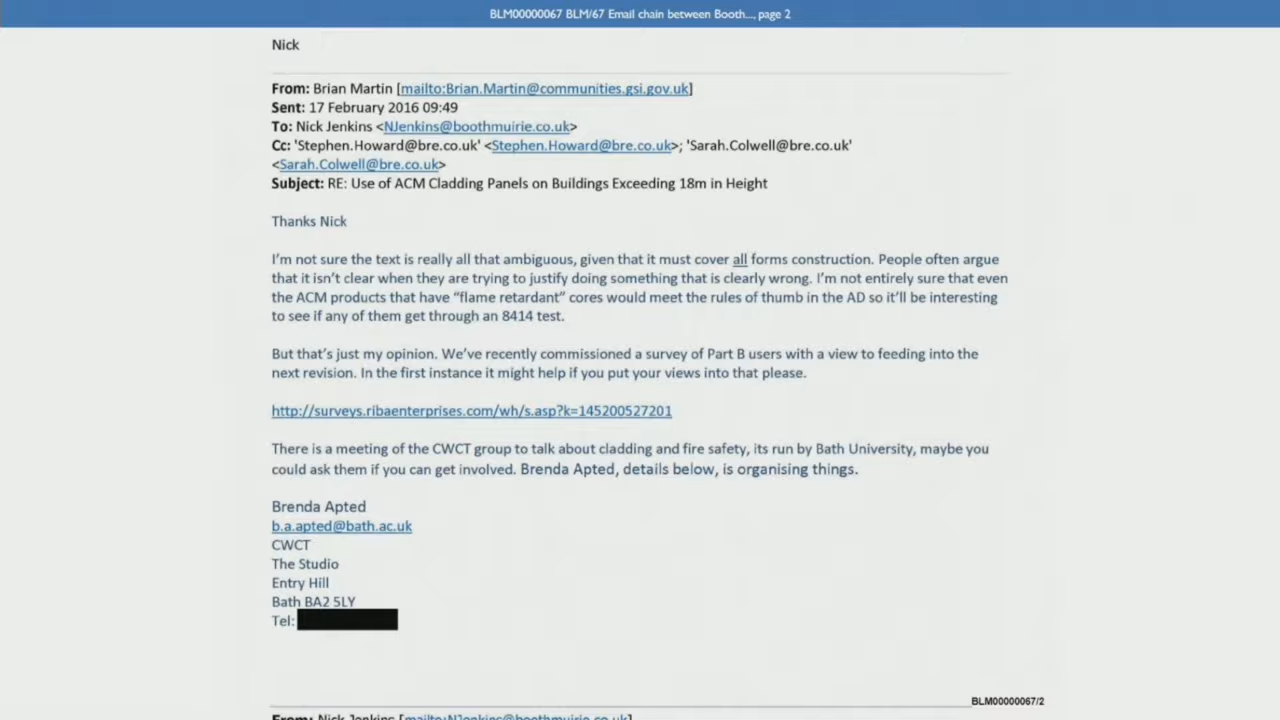 BLM00000067 BLM/67 Email chain between Booth..., page 2
Nick
From: Brian Martin [mailto:Brian.Martin@communities.gsi.gov.uk]
Sent: 17 February 2016 09:49
To: Nick Jenkins <NJenkins@boothmuirie.co.uk>
Cc: 'Stephen.Howard@bre.co.uk' <Stephen.Howard@bre.co.uk>; 'Sarah.Colwell@bre.co.uk'
<Sarah.Colwell@bre.co.uk>
Subject: RE: Use of ACM Cladding Panels on Buildings Exceeding 18m in Height
Thanks Nick
I'm not sure the text is really all that ambiguous, given that it must cover all forms construction. People often argue
that it isn't clear when they are trying to justify doing something that is clearly wrong. I'm not entirely sure that even
the ACM products that have “flame retardant” cores would meet the rules of thumb in the AD so it'll be interesting
to see if any of them get through an 8414 test.
But that's just my opinion. We've recently commissioned a survey of Part B users with a view to feeding into the
next revision. In the first instance it might help if you put your views into that please.
http://surveys.ribaenterprises.com/wh/s.asp?k=145200527201
There is a meeting of the CWCT group to talk about cladding and fire safety, its run by Bath University, maybe you
could ask them if you can get involved. Brenda Apted, details below, is organising things.
Brenda Apted
b.a.apted@bath.ac.uk
CWCT
The Studio
Entry Hill
Bath BA2 5LY
Tel:
BLM00000067/2
From: Nick Jenkins [mailto:NJenkins@boothmuirie.co.uk]